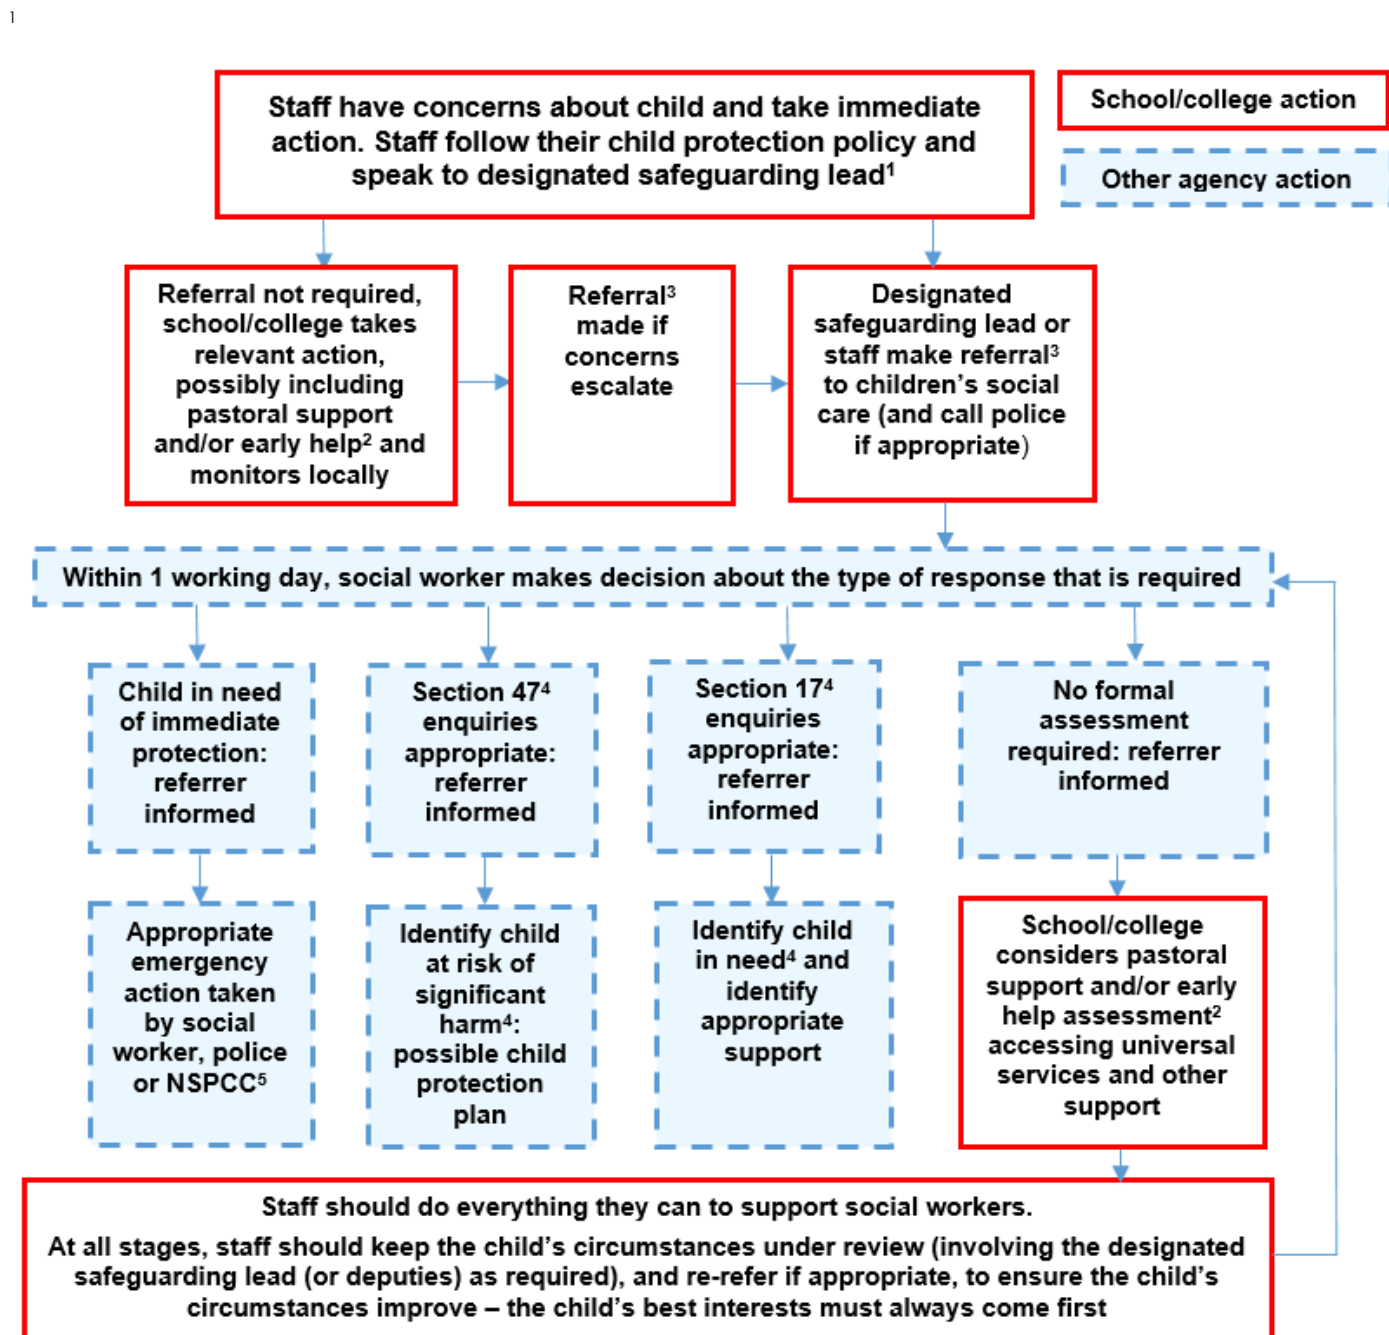 1
Staff have concerns about child and take immediate
action. Staff follow their child protection policy and
speak to designated safeguarding lead¹
School/college action
Other agency action
Referral not required,
school/college takes
relevant action,
possibly including
pastoral support
and/or early help² and
monitors locally
Referral³
made if
concerns
escalate
Designated
safeguarding lead or
staff make referral³
to children’s social
care (and call police
if appropriate)
Within 1 working day, social worker makes decision about the type of response that is required
Child in need
of immediate
protection:
referrer
informed
Section 47⁴
enquiries
appropriate:
referrer
informed
Section 17⁴
enquiries
appropriate:
referrer
informed
No formal
assessment
required: referrer
informed
Appropriate
emergency
action taken
by social
worker, police
or NSPCC⁵
Identify child
at risk of
significant
harm⁴:
possible child
protection
plan
Identify child
in need⁴ and
identify
appropriate
support
School/college
considers pastoral
support and/or early
help assessment²
accessing universal
services and other
support
Staff should do everything they can to support social workers.
At all stages, staff should keep the child’s circumstances under review (involving the designated
safeguarding lead (or deputies) as required), and re-refer if appropriate, to ensure the child’s
circumstances improve – the child’s best interests must always come first